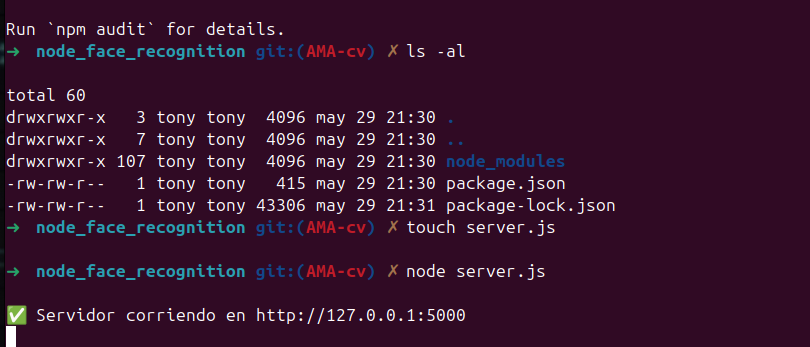 Run `npm audit` for details.
➜ node_face_recognition git:(AMA-cv) ✗ ls -al
total 60
drwxrwxr-x 3 tony tony 4096 may 29 21:30 .
drwxrwxr-x 7 tony tony 4096 may 29 21:30 ..
drwxrwxr-x 107 tony tony 4096 may 29 21:30 node_modules
-rw-rw-r-- 1 tony tony 415 may 29 21:30 package.json
-rw-rw-r-- 1 tony tony 43306 may 29 21:31 package-lock.json
➜ node_face_recognition git:(AMA-cv) ✗ touch server.js
➜ node_face_recognition git:(AMA-cv) ✗ node server.js
✅ Servidor corriendo en http://127.0.0.1:5000